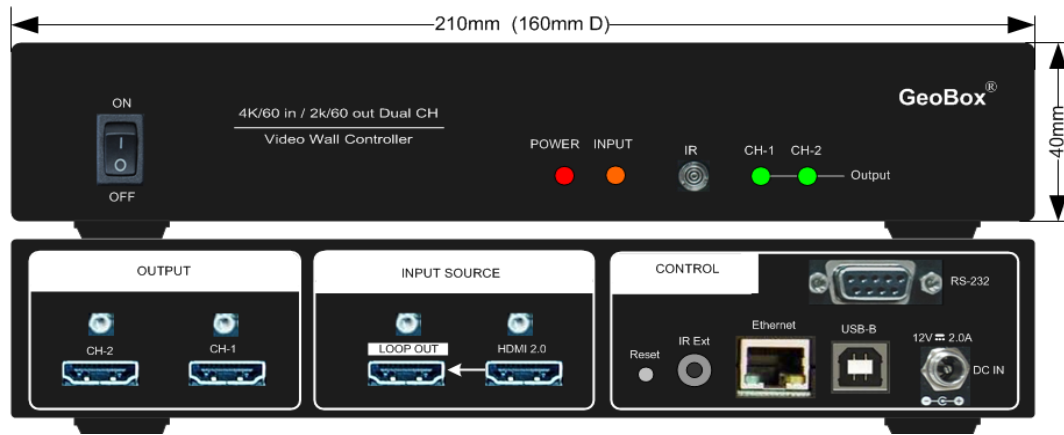 210mm (160mm D)
ON
4K/60 in / 2k/60 out Dual CH
Video Wall Controller
GeoBox®
POWER INPUT IR CH-1 CH-2
Output
I
O
OFF
40mm
OUTPUT
INPUT SOURCE
CONTROL
RS-232
CH-2 CH-1
LOOP OUT HDMI 2.0
Reset IR Ext Ethernet USB-B 12V⎓2.0A
DC IN